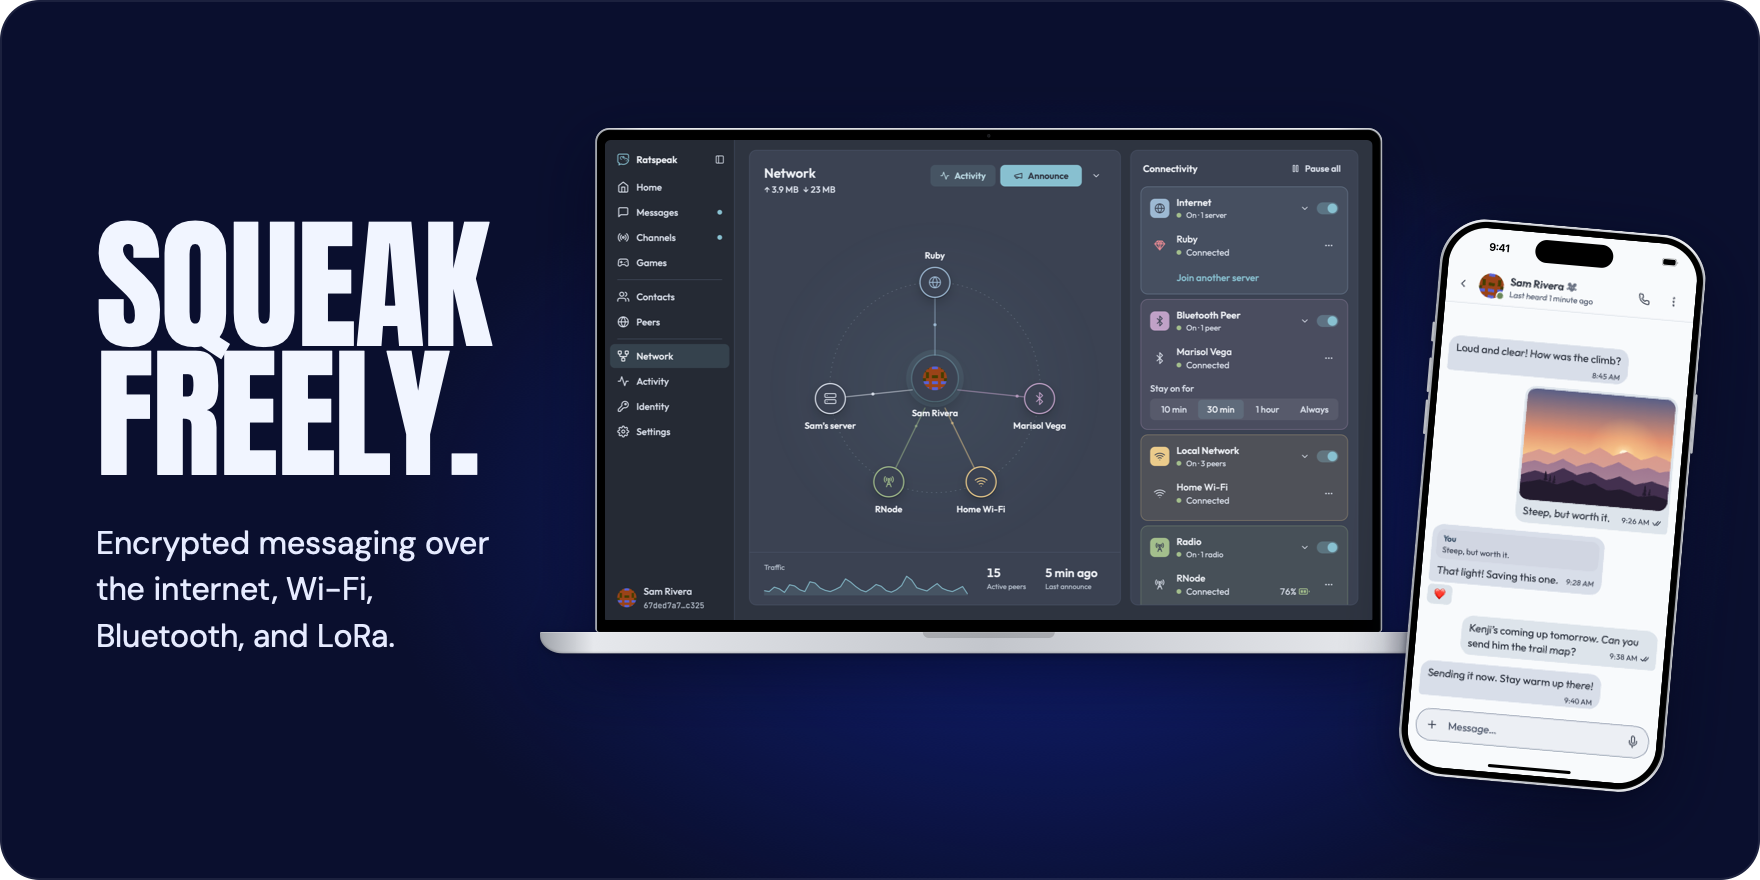 SQUEAK
FREELY.
Encrypted messaging over
the internet, Wi-Fi,
Bluetooth, and LoRa.
Ratspeak
Home
Messages
Channels
Games
Contacts
Peers
Network
Activity
Identity
Settings
Sam Rivera
67ded7a7...c325
Network
↑ 3.9 MB ↓ 23 MB
Activity
Announce
Ruby
Sam Rivera
Sam's server
Marisol Vega
RNode
Home Wi-Fi
Traffic
15
Active peers
5 min ago
Last announce
Connectivity
Pause all
Internet
On · 1 server
Ruby
Connected
Join another server
Bluetooth Peer
On · 1 peer
Marisol Vega
Connected
Stay on for
10 min 30 min 1 hour Always
Local Network
On · 3 peers
Home Wi-Fi
Connected
Radio
On · 1 radio
RNode
Connected
76%
9:41
Sam Rivera
Last heard 1 minute ago
Loud and clear! How was the climb?
8:45 AM
Steep, but worth it.
9:26 AM
You
Steep, but worth it.
That light! Saving this one.
9:28 AM
Kenji's coming up tomorrow. Can you
send him the trail map?
9:38 AM
Sending it now. Stay warm up there!
9:40 AM
Message...